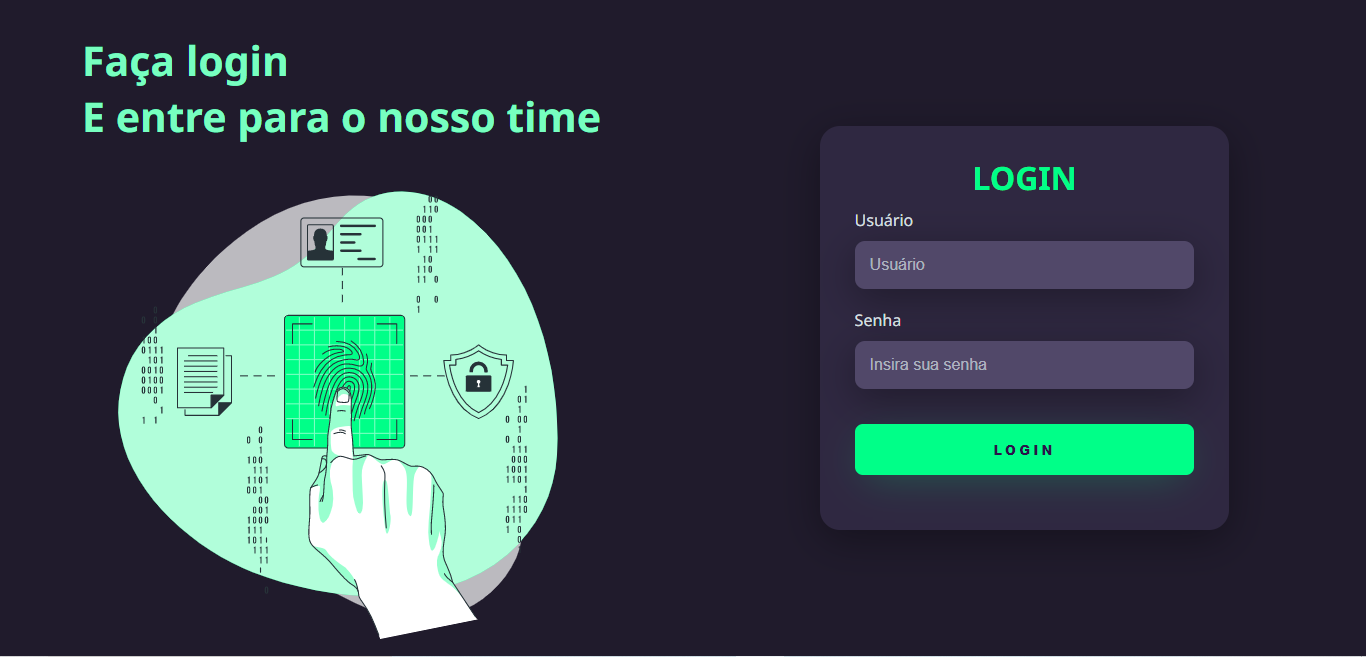 Faça login
E entre para o nosso time
LOGIN
Usuário
Usuário
Senha
Insira sua senha
LOGIN